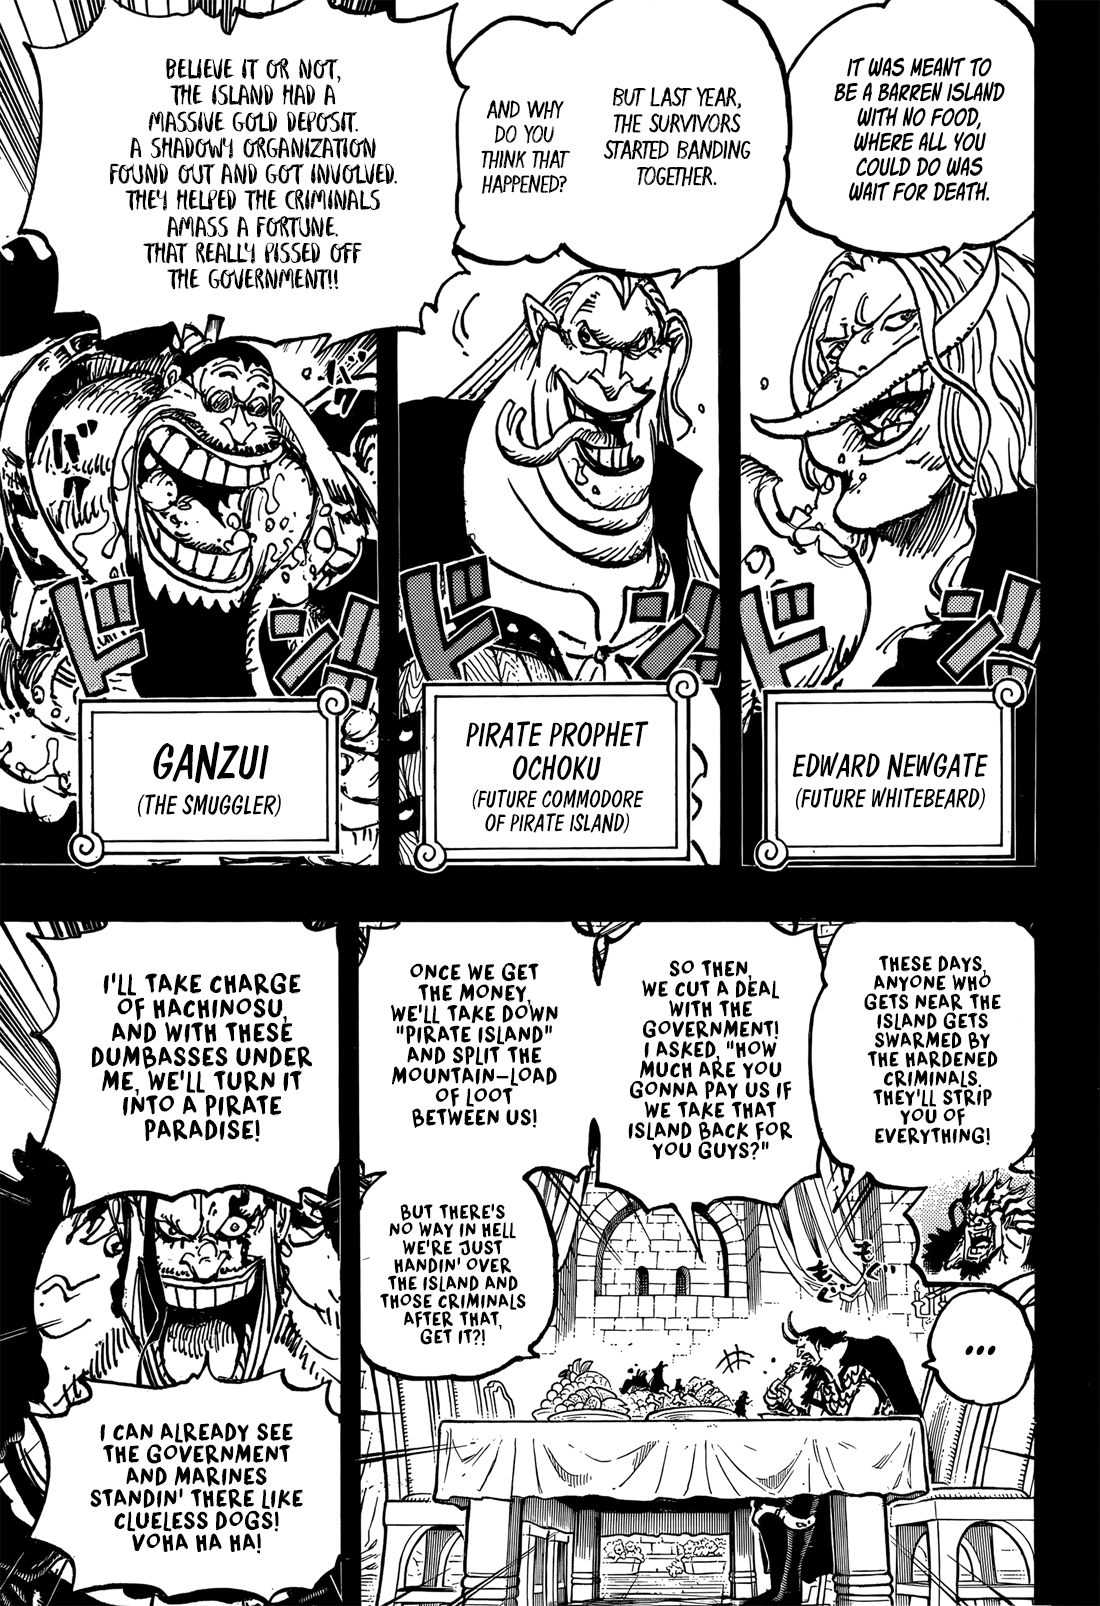 IT WAS MEANT TO
BE A BARREN ISLAND
WITH NO FOOD,
WHERE ALL YOU
COULD DO WAS
WAIT FOR DEATH.
BUT LAST YEAR,
THE SURVIVORS
STARTED BANDING
TOGETHER.
AND WHY
DO YOU
THINK THAT
HAPPENED?
BELIEVE IT OR NOT,
THE ISLAND HAD A
MASSIVE GOLD DEPOSIT.
A SHADOWY ORGANIZATION
FOUND OUT AND GOT INVOLVED.
THEY HELPED THE CRIMINALS
AMASS A FORTUNE.
THAT REALLY PISSED OFF
THE GOVERNMENT!!
ドン!!
EDWARD NEWGATE
(FUTURE WHITEBEARD)
ドン!!
PIRATE PROPHET
OCHOKU
(FUTURE COMMODORE
OF PIRATE ISLAND)
ドン!!
GANZUI
(THE SMUGGLER)
THESE DAYS,
ANYONE WHO
GETS NEAR THE
ISLAND GETS
SWARMED BY
THE HARDENED
CRIMINALS.
THEY'LL STRIP
YOU OF
EVERYTHING!
...
SO THEN,
WE CUT A DEAL
WITH THE
GOVERNMENT!
I ASKED, "HOW
MUCH ARE YOU
GONNA PAY US IF
WE TAKE THAT
ISLAND BACK FOR
YOU GUYS?"
ONCE WE GET
THE MONEY,
WE'LL TAKE DOWN
"PIRATE ISLAND"
AND SPLIT THE
MOUNTAIN-LOAD
OF LOOT
BETWEEN US!
BUT THERE'S
NO WAY IN HELL
WE'RE JUST
HANDIN' OVER
THE ISLAND AND
THOSE CRIMINALS
AFTER THAT,
GET IT?!
I'LL TAKE CHARGE
OF HACHINOSU,
AND WITH THESE
DUMBASSES UNDER
ME, WE'LL TURN IT
INTO A PIRATE
PARADISE!
I CAN ALREADY SEE
THE GOVERNMENT
AND MARINES
STANDIN' THERE LIKE
CLUELESS DOGS!
VOHA HA HA!